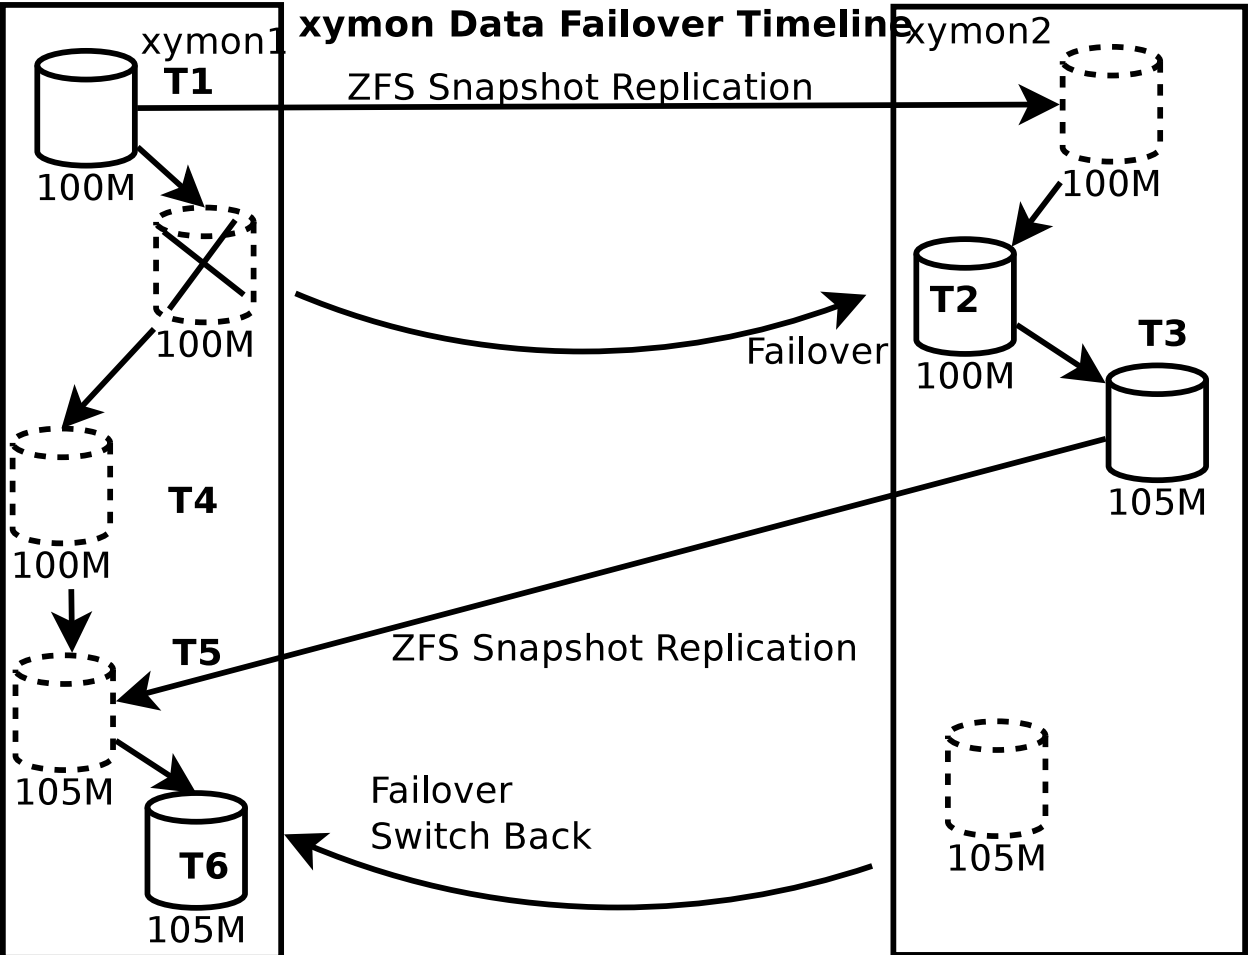 xymon Data Failover Timeline
xymon1
xymon2
T1
ZFS Snapshot Replication
100M
100M
100M
T2
Failover
100M
T3
105M
T4
100M
T5
ZFS Snapshot Replication
105M
Failover
Switch Back
105M
T6
105M